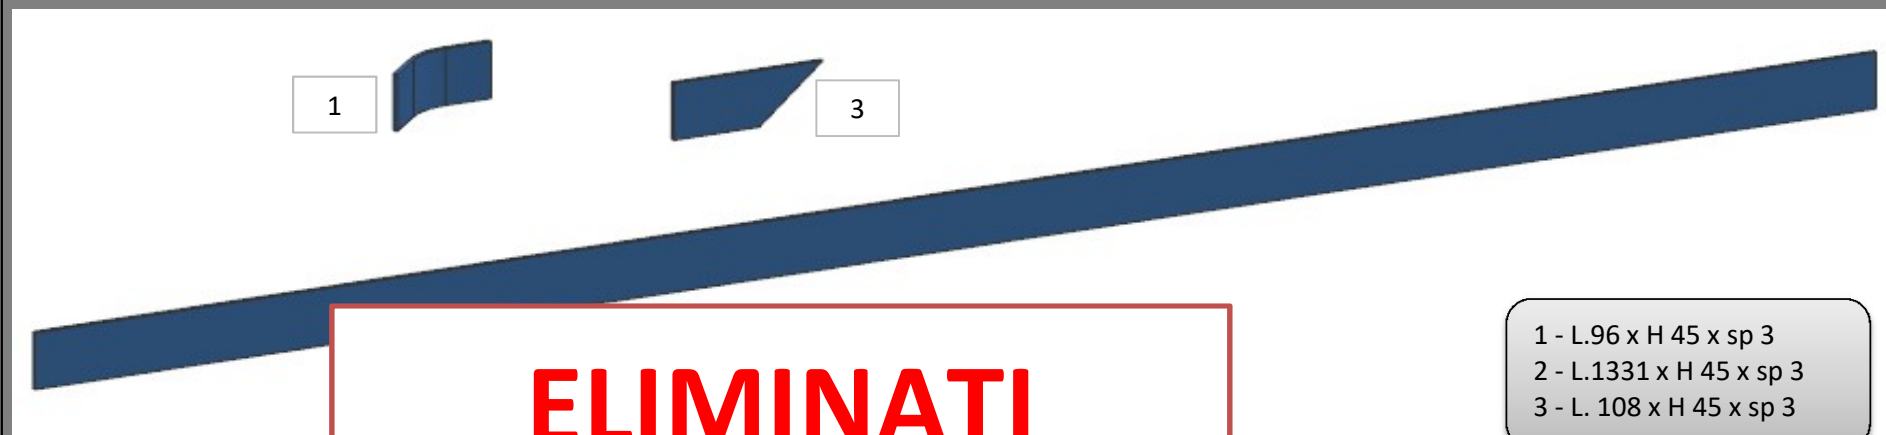 1
3
ELIMINATI
1 - L.96 x H 45 x sp 3
2 - L.1331 x H 45 x sp 3
3 - L. 108 x H 45 x sp 3